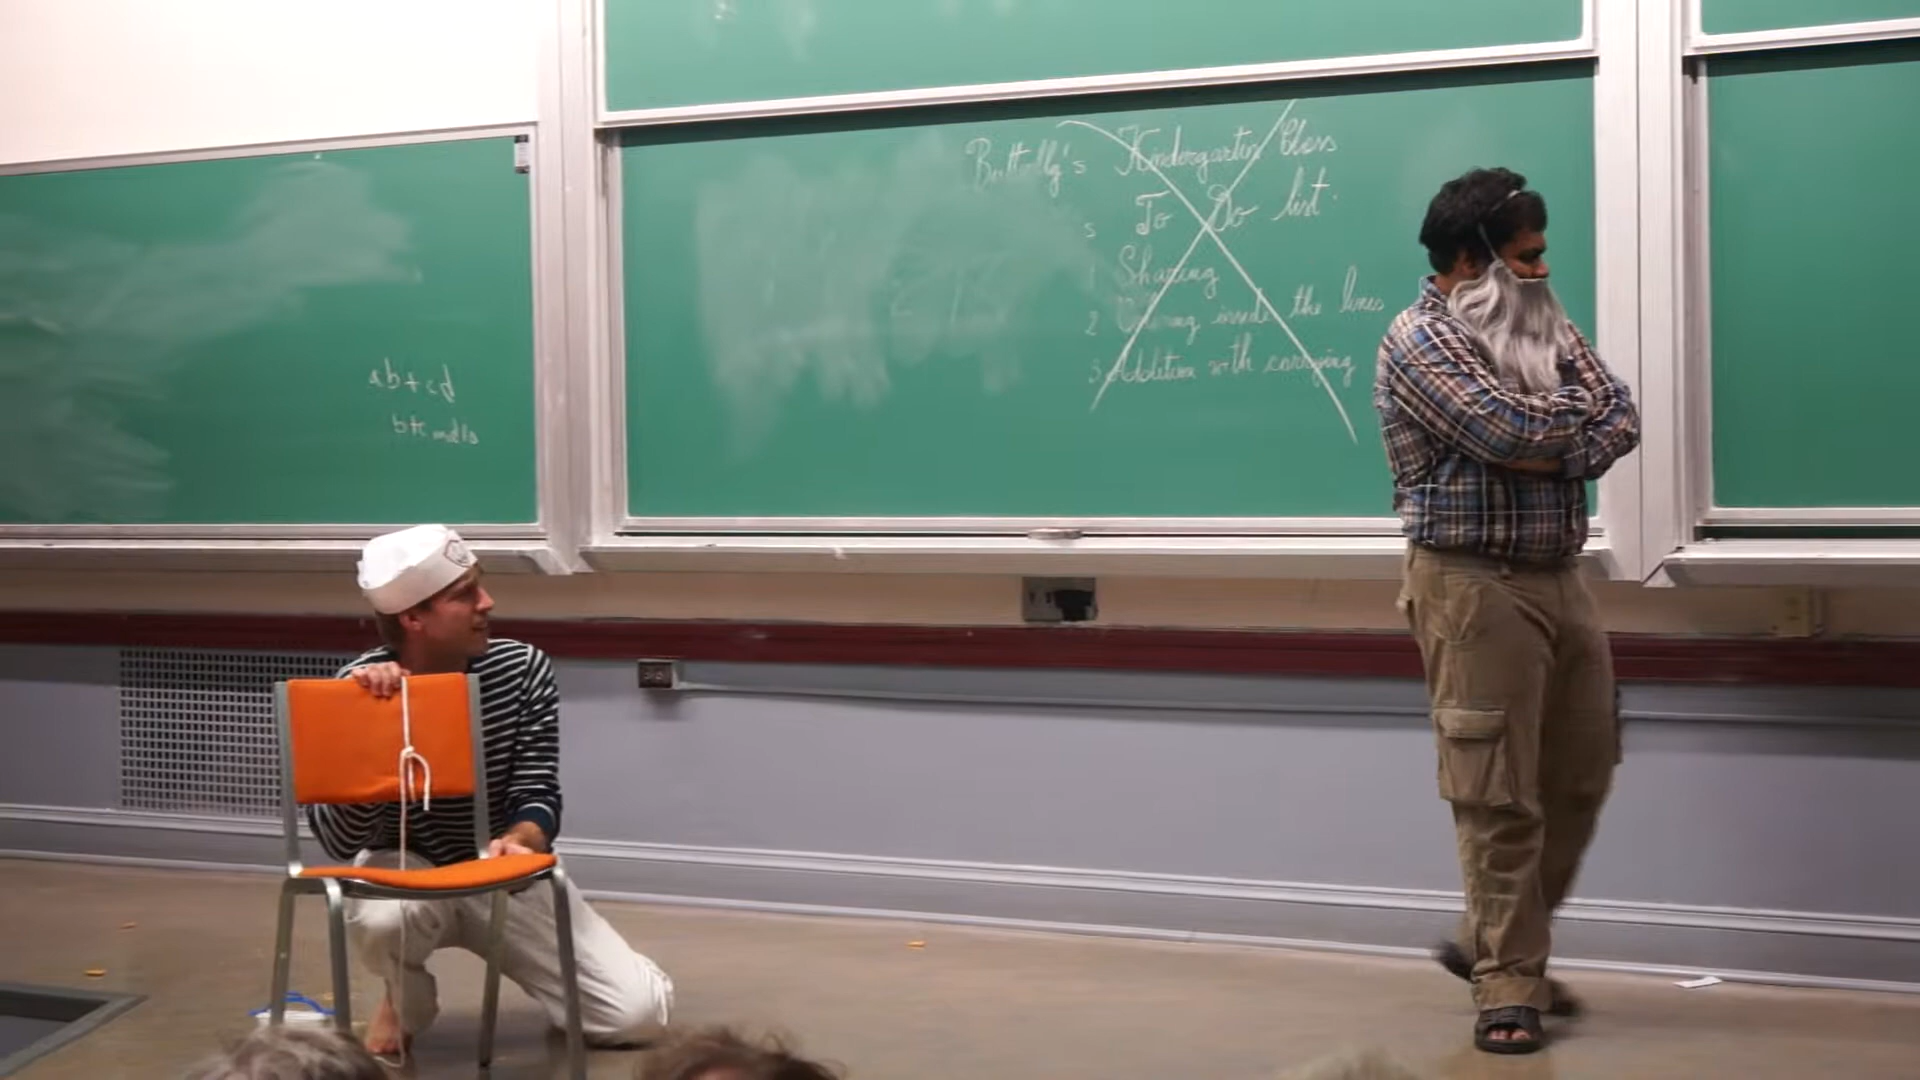 ab+cd
Butterfly's Kindergarten Class
To Do list
1 Sharing
2 Coloring inside the lines
3 Addition with carrying